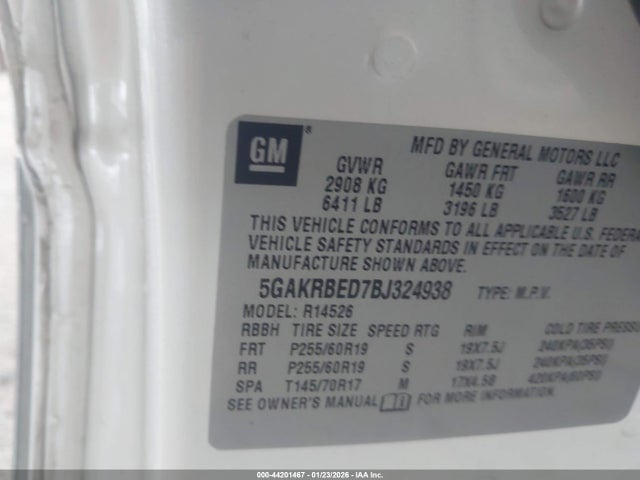 GM ®
MFD BY GENERAL MOTORS LLC
GVWR GAWR FRT GAWR RR
2908 KG 1450 KG 1600 KG
6411 LB 3196 LB 3527 LB
THIS VEHICLE CONFORMS TO ALL APPLICABLE U.S. FEDERA
VEHICLE SAFETY STANDARDS IN EFFECT ON THE DATE OF
MANUFACTURE SHOWN ABOVE.
5GAKRBED7BJ324938 TYPE: M.P.V.
MODEL: R14526
RBBH TIRE SIZE SPEED RTG RIM COLD TIRE PRESSU
FRT P255/60R19 S 19X7.5J 240KPA(35PSI)
RR P255/60R19 S 19X7.5J 240KPA(35PSI)
SPA T145/70R17 M 17X4.5B 420KPA(60PSI)
SEE OWNER'S MANUAL FOR MORE INFORMATION.
000-44201467 | 01/23/2026 | IAA Inc.